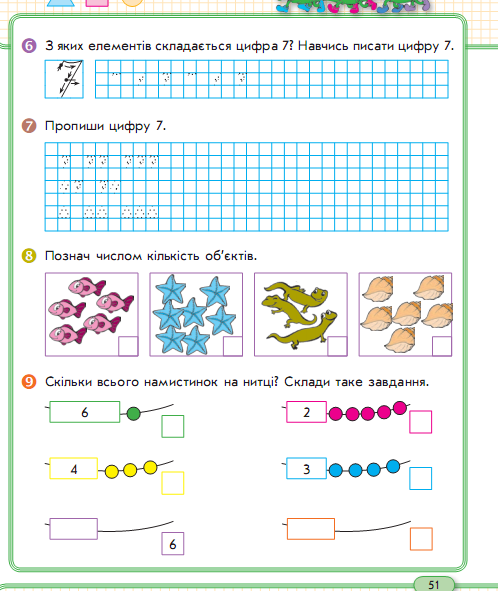 6 З яких елементів складається цифра 7? Навчись писати цифру 7.
7 Пропиши цифру 7.
8 Познач числом кількість об’єктів.
9 Скільки всього намистинок на нитці? Склади таке завдання.
6
2
4
3
6
51